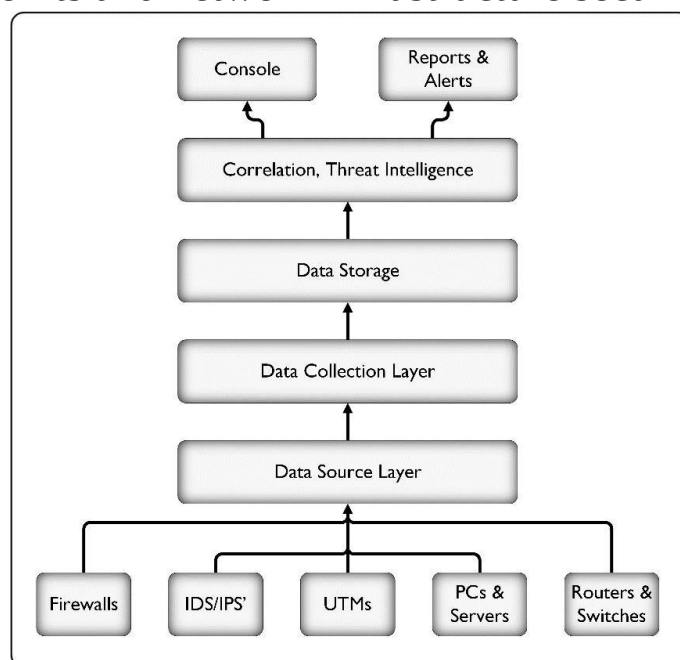 Console
Reports &
Alerts
Correlation, Threat Intelligence
Data Storage
Data Collection Layer
Data Source Layer
Firewalls
IDS/IPS'
UTMs
PCs &
Servers
Routers &
Switches